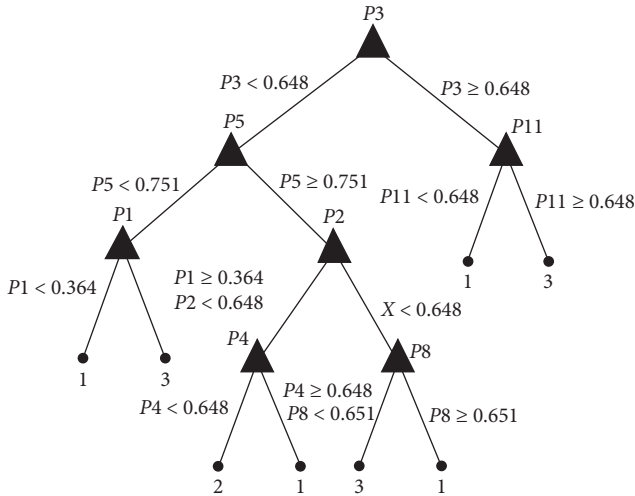 P3
P3 < 0.648
P3 ≥ 0.648
P5
P11
P5 < 0.751
P5 ≥ 0.751
P11 < 0.648
P11 ≥ 0.648
P1
P2
P1 < 0.364
P1 ≥ 0.364
P2 < 0.648
X < 0.648
1
3
P4
P8
1
3
P4 < 0.648
P4 ≥ 0.648
P8 < 0.651
P8 ≥ 0.651
2
1
3
1